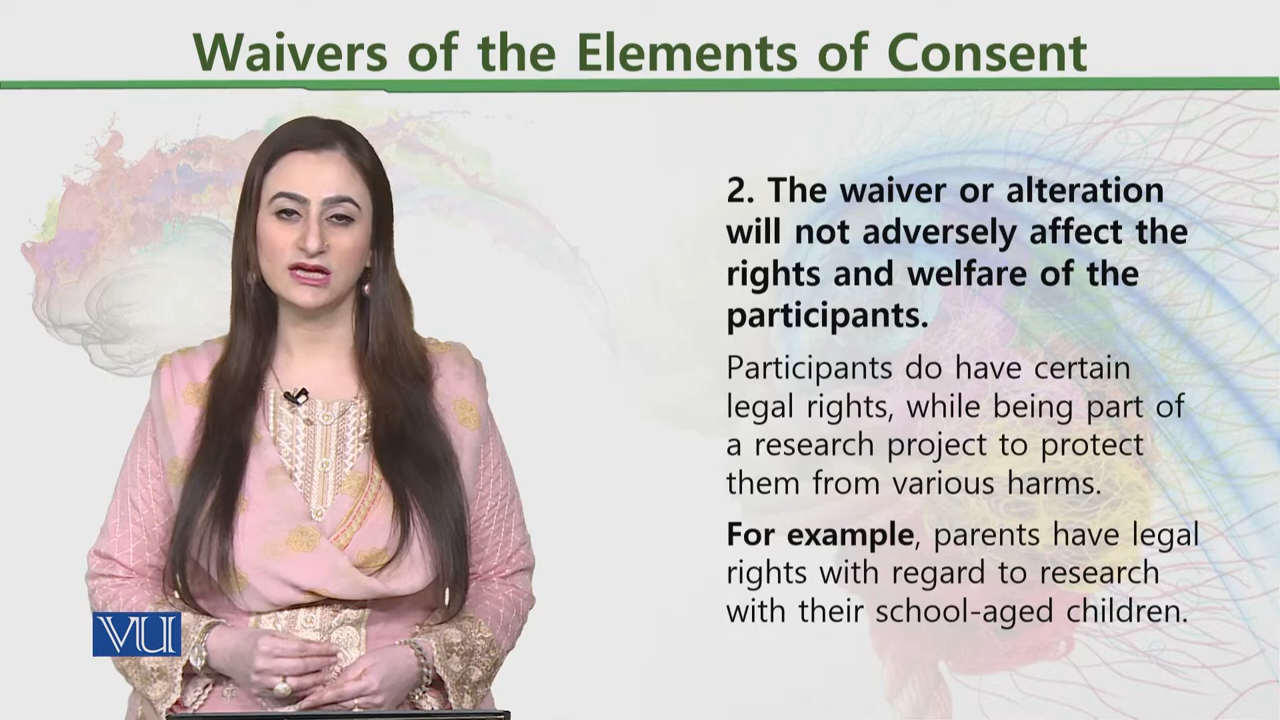 Waivers of the Elements of Consent
2. The waiver or alteration
will not adversely affect the
rights and welfare of the
participants.
Participants do have certain
legal rights, while being part of
a research project to protect
them from various harms.
For example, parents have legal
rights with regard to research
with their school-aged children.
VU